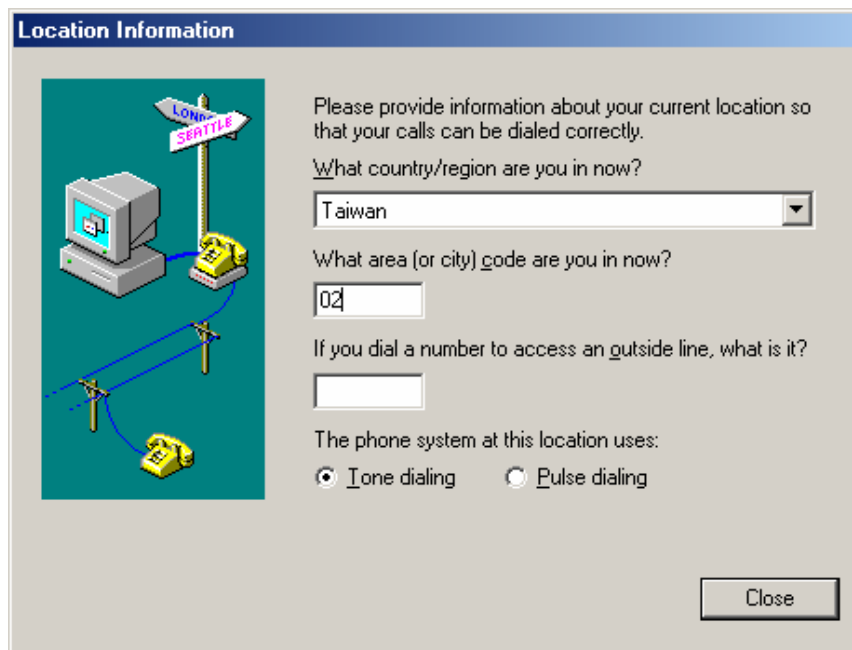 Location Information
SEATTLE
Please provide information about your current location so
that your calls can be dialed correctly.
What country/region are you in now?
Taiwan
What area (or city) code are you in now?
02
If you dial a number to access an outside line, what is it?
The phone system at this location uses:
Tone dialing
Pulse dialing
Close